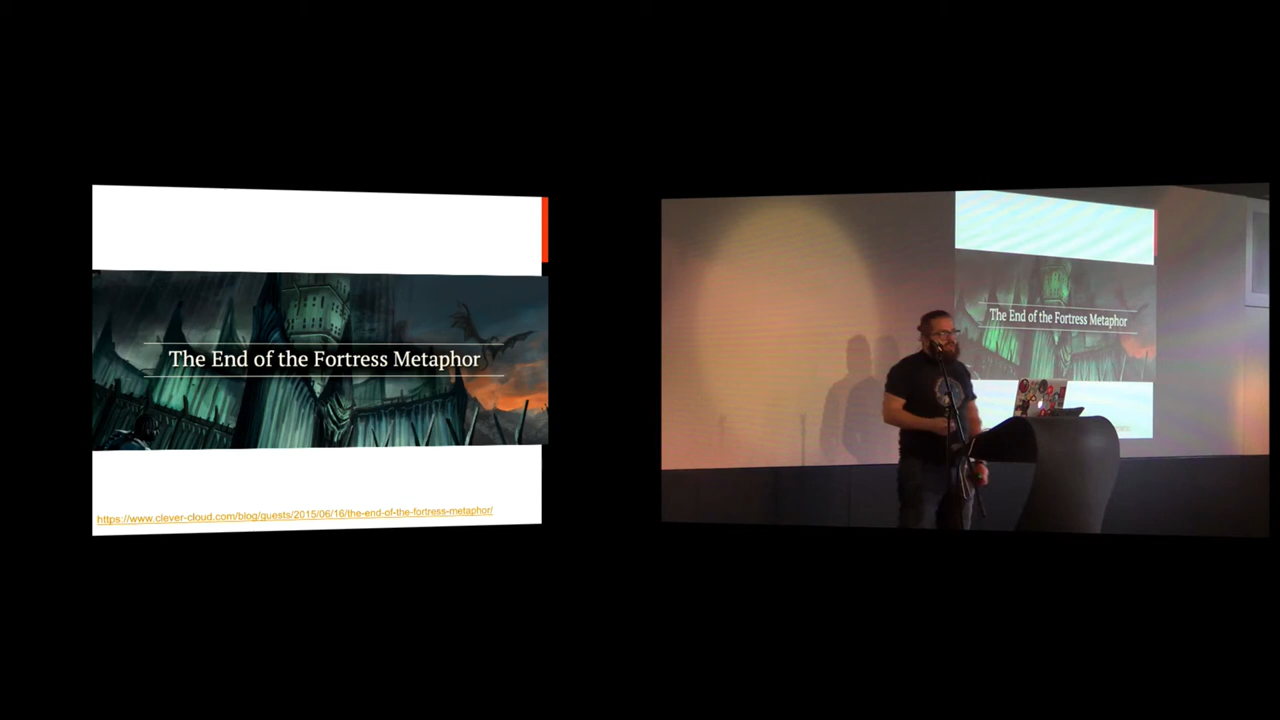 The End of the Fortress Metaphor
https://www.clever-cloud.com/blog/guests/2015/06/16/the-end-of-the-fortress-metaphor/
The End of the Fortress Metaphor